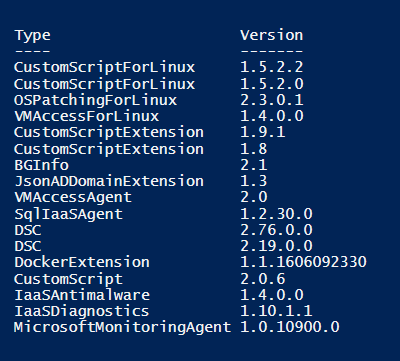 Type Version
---- -------
CustomScriptForLinux 1.5.2.2
CustomScriptForLinux 1.5.2.0
OSPatchingForLinux 2.3.0.1
VMAccessForLinux 1.4.0.0
CustomScriptExtension 1.9.1
CustomScriptExtension 1.8
BGInfo 2.1
JsonADDomainExtension 1.3
VMAccessAgent 2.0
SqlIaaSAgent 1.2.30.0
DSC 2.76.0.0
DSC 2.19.0.0
DockerExtension 1.1.1606092330
CustomScript 2.0.6
IaaSAntimalware 1.4.0.0
IaaSDiagnostics 1.10.1.1
MicrosoftMonitoringAgent 1.0.10900.0